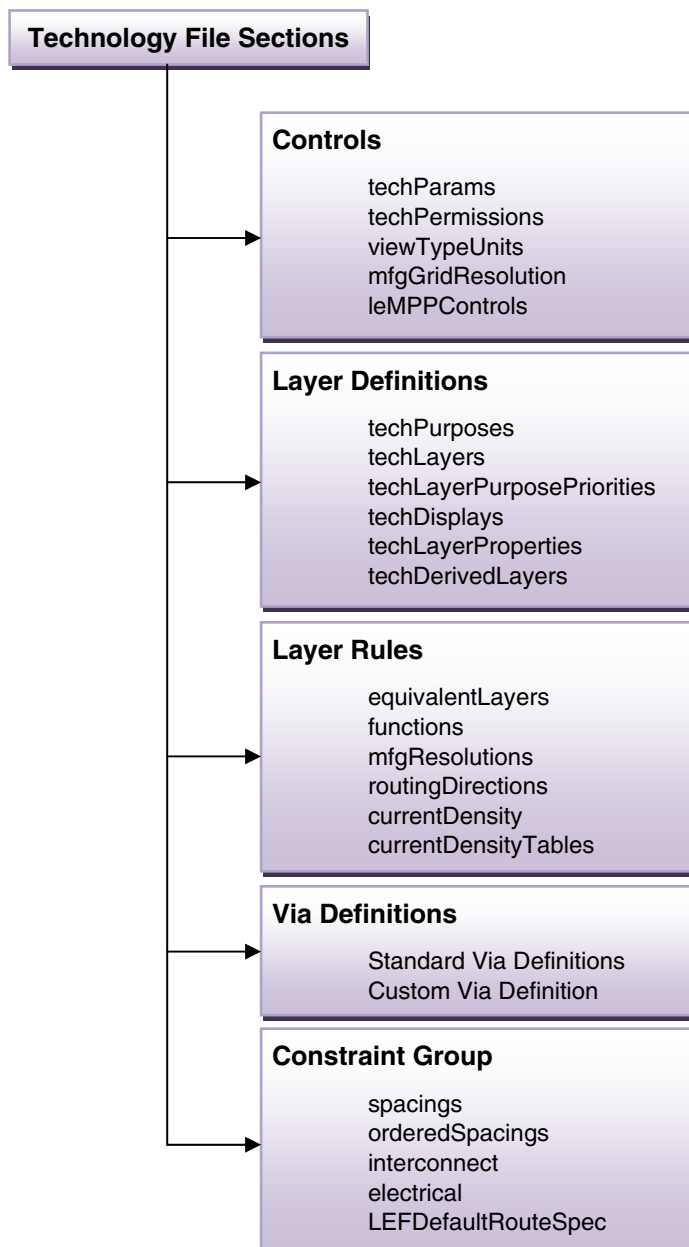 Technology File Sections
Controls
techParams
techPermissions
viewTypeUnits
mfgGridResolution
leMPPControls
Layer Definitions
techPurposes
techLayers
techLayerPurposePriorities
techDisplays
techLayerProperties
techDerivedLayers
Layer Rules
equivalentLayers
functions
mfgResolutions
routingDirections
currentDensity
currentDensityTables
Via Definitions
Standard Via Definitions
Custom Via Definition
Constraint Group
spacings
orderedSpacings
interconnect
electrical
LEFDefaultRouteSpec